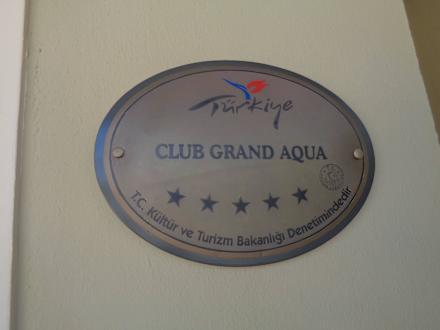 Türkiye
CLUB GRAND AQUA
T.C. Kültür ve Turizm Bakanlığı Denetimindedir